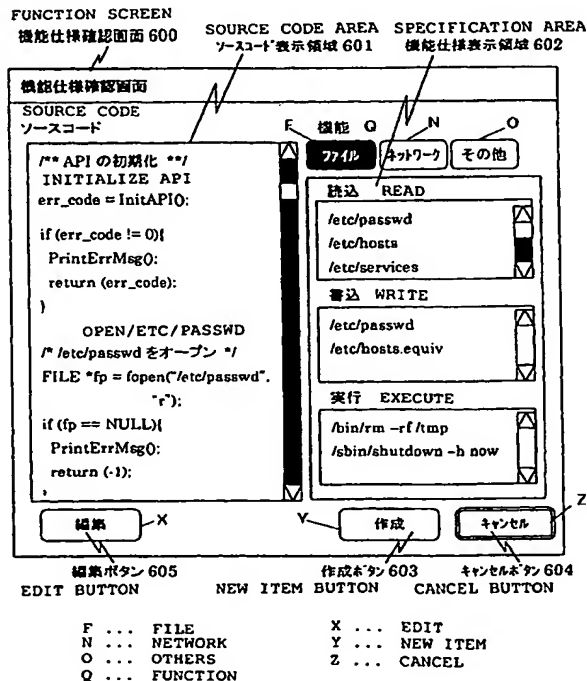 FUNCTION SCREEN
機能仕様確認画面 600
SOURCE CODE AREA
ソースコード表示領域 601
SPECIFICATION AREA
機能仕様表示領域 602
機能仕様確認画面
SOURCE CODE
ソースコード
F 機能 Q N O
ファイル ネットワーク その他
/** API の初期化 **/
INITIALIZE API
err_code = InitAPI();
if (err_code != 0){
PrintErrMsg();
return (err_code);
}
OPEN/ETC/PASSWD
/* /etc/passwd をオープン */
FILE *fp = fopen("/etc/passwd",
"r");
if (fp == NULL){
PrintErrMsg();
return (-1);
}
読込 READ
/etc/passwd
/etc/hosts
/etc/services
書込 WRITE
/etc/passwd
/etc/hosts.equiv
実行 EXECUTE
/bin/rm –rf /tmp
/sbin/shutdown –h now
編集 X
Y 作成
キャンセル Z
編集ボタン 605
EDIT BUTTON
作成ボタン 603
NEW ITEM BUTTON
キャンセルボタン 604
CANCEL BUTTON
F ... FILE
N ... NETWORK
O ... OTHERS
Q ... FUNCTION
X ... EDIT
Y ... NEW ITEM
Z ... CANCEL